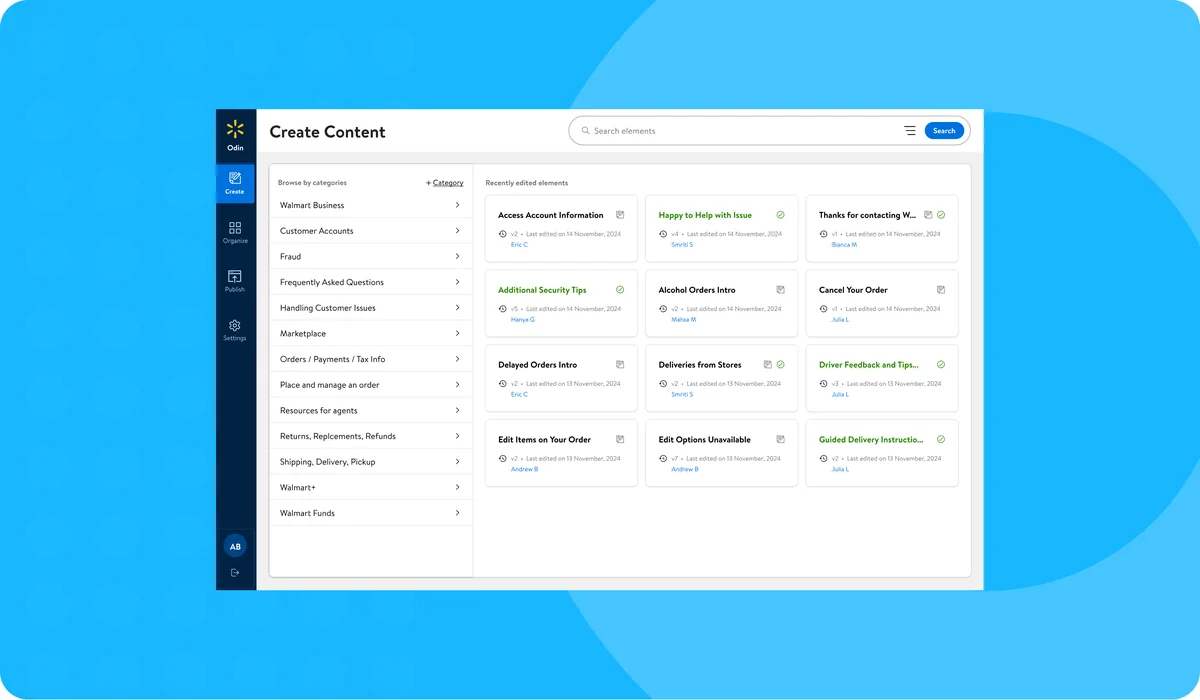 Odin
Create
Organize
Publish
Settings
AB
Create Content
Search elements
Search
Browse by categories
+ Category
Walmart Business
Customer Accounts
Fraud
Frequently Asked Questions
Handling Customer Issues
Marketplace
Orders / Payments / Tax Info
Place and manage an order
Resources for agents
Returns, Replcements, Refunds
Shipping, Delivery, Pickup
Walmart+
Walmart Funds
Recently edited elements
Access Account Information
v2 • Last edited on 14 November, 2024
Eric C
Happy to Help with Issue
v4 • Last edited on 14 November, 2024
Smriti S
Thanks for contacting W...
v1 • Last edited on 14 November, 2024
Bianca M
Additional Security Tips
v5 • Last edited on 14 November, 2024
Hanya G
Alcohol Orders Intro
v2 • Last edited on 14 November, 2024
Mahsa M
Cancel Your Order
v1 • Last edited on 14 November, 2024
Julia L
Delayed Orders Intro
v2 • Last edited on 13 November, 2024
Eric C
Deliveries from Stores
v2 • Last edited on 13 November, 2024
Smriti S
Driver Feedback and Tips...
v3 • Last edited on 13 November, 2024
Julia L
Edit Items on Your Order
v2 • Last edited on 13 November, 2024
Andrew B
Edit Options Unavailable
v7 • Last edited on 13 November, 2024
Andrew B
Guided Delivery Instructio...
v2 • Last edited on 13 November, 2024
Julia L